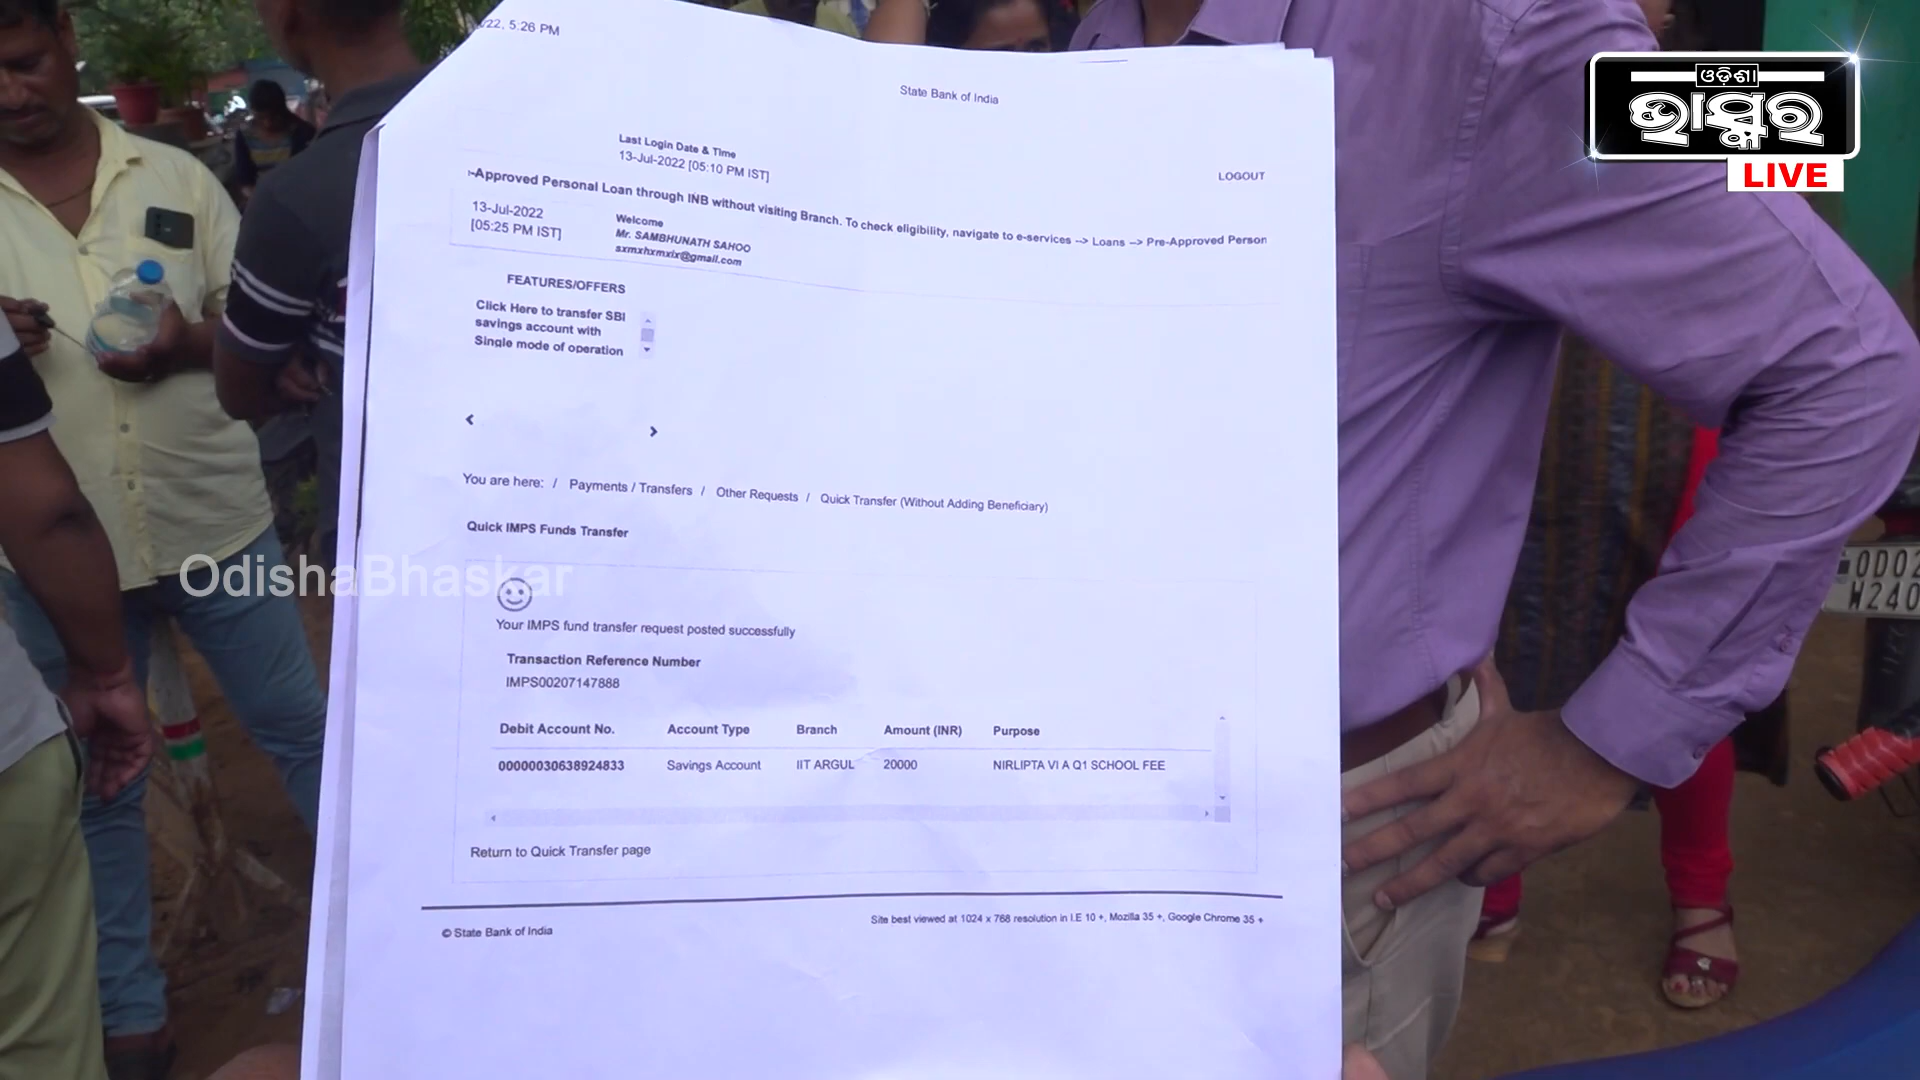 22, 5:26 PM
State Bank of India
Last Login Date & Time
13-Jul-2022 [05:10 PM IST]
LOGOUT
-Approved Personal Loan through INB without visiting Branch. To check eligibility, navigate to e-services --> Loans --> Pre-Approved Person
13-Jul-2022
[05:25 PM IST]
Welcome
Mr. SAMBHUNATH SAHOO
sxmxhxmxix@gmail.com
FEATURES/OFFERS
Click Here to transfer SBI
savings account with
Single mode of operation
You are here: / Payments / Transfers / Other Requests / Quick Transfer (Without Adding Beneficiary)
Quick IMPS Funds Transfer
Your IMPS fund transfer request posted successfully
Transaction Reference Number
IMPS00207147888
Debit Account No. Account Type Branch Amount (INR) Purpose
00000030638924833 Savings Account IIT ARGUL 20000 NIRLIPTA VI A Q1 SCHOOL FEE
Return to Quick Transfer page
© State Bank of India
Site best viewed at 1024 x 768 resolution in I.E 10 +, Mozilla 35 +, Google Chrome 35 +
OdishaBhaskar
ଓଡ଼ିଶା
ଭାସ୍କର
LIVE
OD02
W240